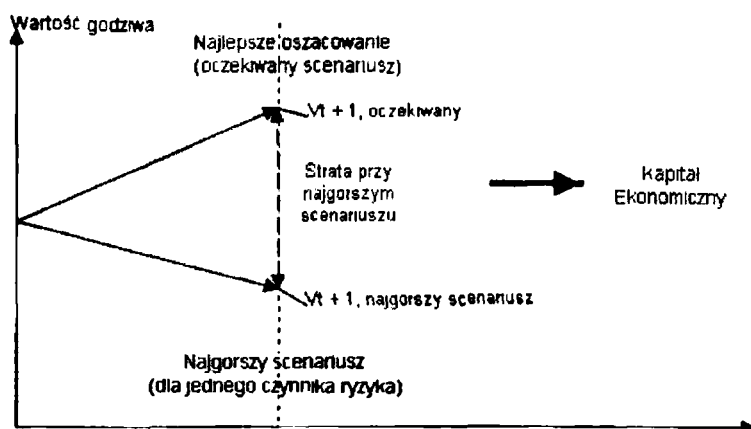 Wartość godziwa
Najlepsze oszacowanie
(oczekiwany scenariusz)
Vt + 1, oczekiwany
Strata przy
najgorszym
scenariuszu
Kapitał
Ekonomiczny
Vt + 1, najgorszy scenariusz
Najgorszy scenariusz
(dla jednego czynnika ryzyka)